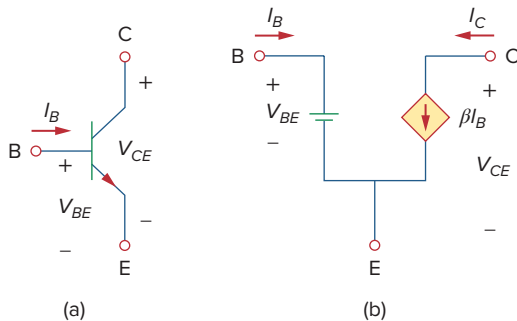 C
+
I_B
B
+
V_CE
V_BE
−
−
E
(a)
I_B
I_C
B
C
+
+
V_BE
βI_B
−
V_CE
−
E
(b)